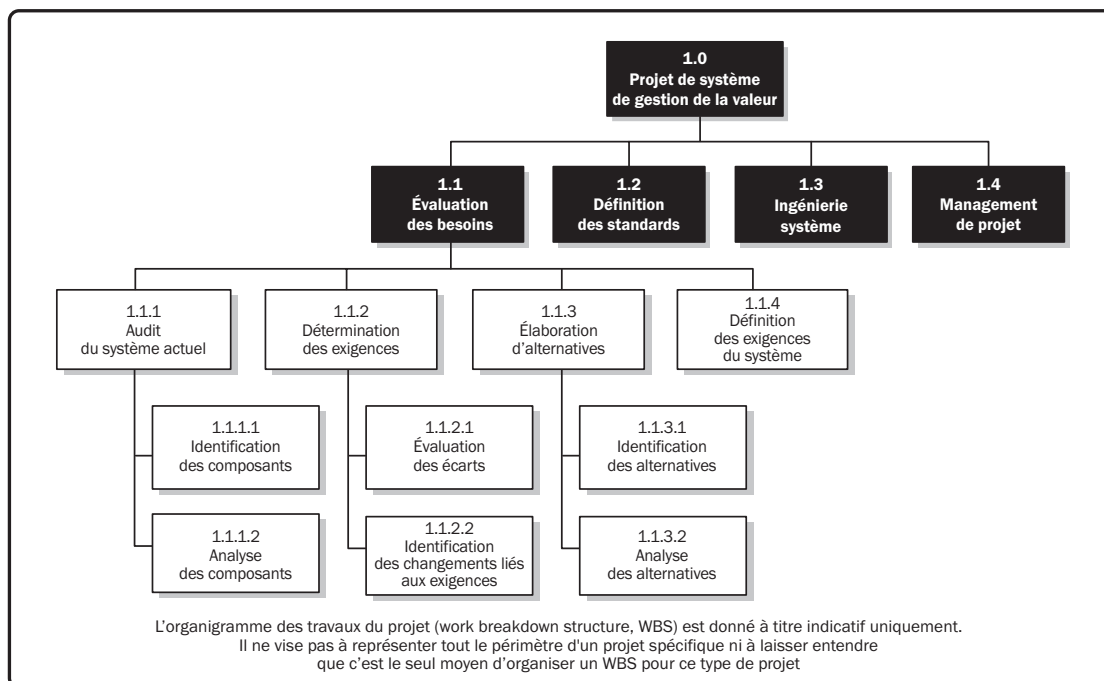 1.0
Projet de système
de gestion de la valeur
1.1
Évaluation
des besoins
1.2
Définition
des standards
1.3
Ingénierie
système
1.4
Management
de projet
1.1.1
Audit
du système actuel
1.1.2
Détermination
des exigences
1.1.3
Élaboration
d’alternatives
1.1.4
Définition
des exigences
du système
1.1.1.1
Identification
des composants
1.1.2.1
Évaluation
des écarts
1.1.3.1
Identification
des alternatives
1.1.1.2
Analyse
des composants
1.1.2.2
Identification
des changements liés
aux exigences
1.1.3.2
Analyse
des alternatives
L’organigramme des travaux du projet (work breakdown structure, WBS) est donné à titre indicatif uniquement.
Il ne vise pas à représenter tout le périmètre d'un projet spécifique ni à laisser entendre
que c’est le seul moyen d’organiser un WBS pour ce type de projet